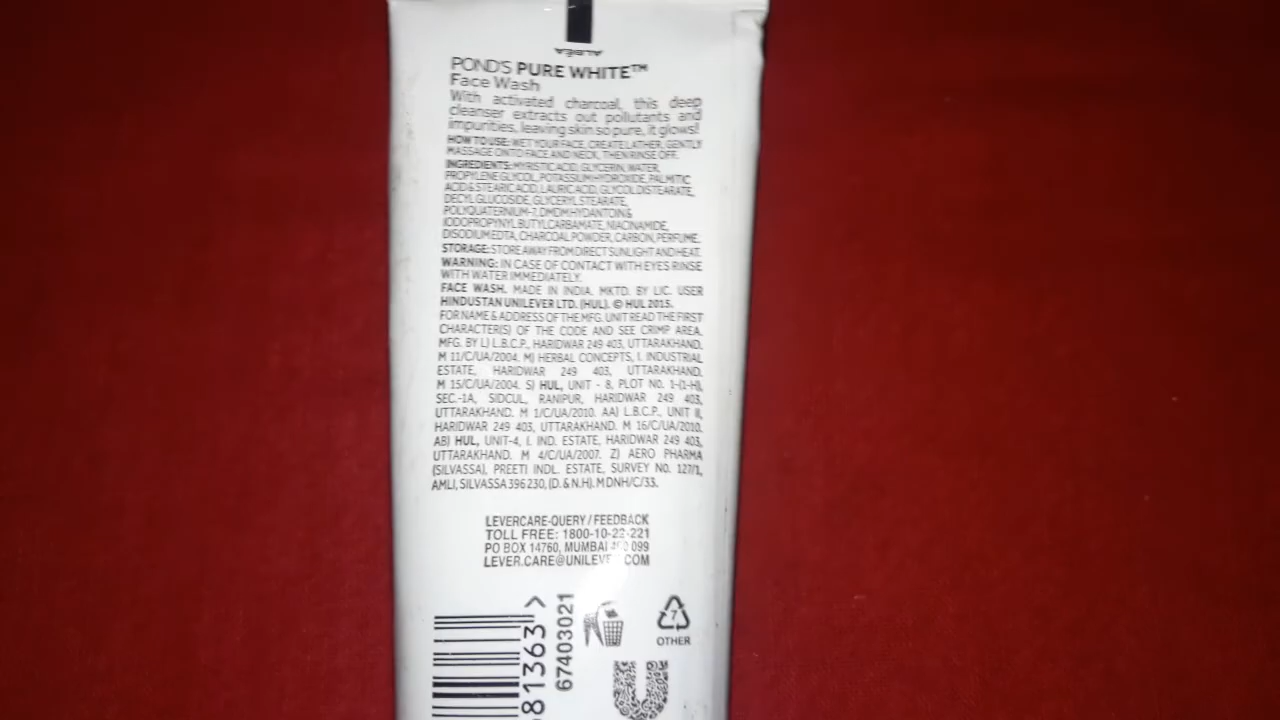 ALBÉA
POND'S PURE WHITE™
Face Wash
With activated charcoal, this deep
cleanser extracts out pollutants and
impurities, leaving skin so pure, it glows!
HOW TO USE: WET YOUR FACE, CREATE LATHER, GENTLY
MASSAGE ONTO FACE AND NECK, THEN RINSE OFF.
INGREDIENTS: MYRISTIC ACID, GLYCERIN, WATER,
PROPYLENE GLYCOL, POTASSIUM HYDROXIDE, PALMITIC
ACID & STEARIC ACID, LAURIC ACID, GLYCOL DISTEARATE,
DECYL GLUCOSIDE, GLYCERYL STEARATE,
POLYQUATERNIUM-7, DMDM HYDANTOIN &
IODOPROPYNYL BUTYLCARBAMATE, NIACINAMIDE,
DISODIUM EDTA, CHARCOAL POWDER, CARBON, PERFUME.
STORAGE: STORE AWAY FROM DIRECT SUNLIGHT AND HEAT.
WARNING: IN CASE OF CONTACT WITH EYES RINSE
WITH WATER IMMEDIATELY.
FACE WASH. MADE IN INDIA. MKTD. BY LIC. USER
HINDUSTAN UNILEVER LTD. (HUL). © HUL 2015.
FOR NAME & ADDRESS OF THE MFG. UNIT READ THE FIRST
CHARACTER(S) OF THE CODE AND SEE CRIMP AREA.
MFG. BY L) L.B.C.P., HARIDWAR 249 403, UTTARAKHAND.
M 11/C/UA/2004. M) HERBAL CONCEPTS, I. INDUSTRIAL
ESTATE, HARIDWAR 249 403, UTTARAKHAND.
M 15/C/UA/2004. S) HUL, UNIT - 8, PLOT NO. 1-(1-H),
SEC.-1A, SIDCUL, RANIPUR, HARIDWAR 249 403,
UTTARAKHAND. M 1/C/UA/2010. AA) L.B.C.P., UNIT II,
HARIDWAR 249 403, UTTARAKHAND. M 16/C/UA/2010.
AB) HUL, UNIT-4, I. IND. ESTATE, HARIDWAR 249 403,
UTTARAKHAND. M 4/C/UA/2007. Z) AERO PHARMA
(SILVASSA), PREETI INDL. ESTATE, SURVEY NO. 127/1,
AMLI, SILVASSA 396 230, (D. & N.H). M DNH/C/33.
LEVERCARE-QUERY / FEEDBACK
TOLL FREE: 1800-10-22-221
PO BOX 14760, MUMBAI 099
LEVER.CARE@UNILEVER.COM
81363 >
67403021
7
OTHER